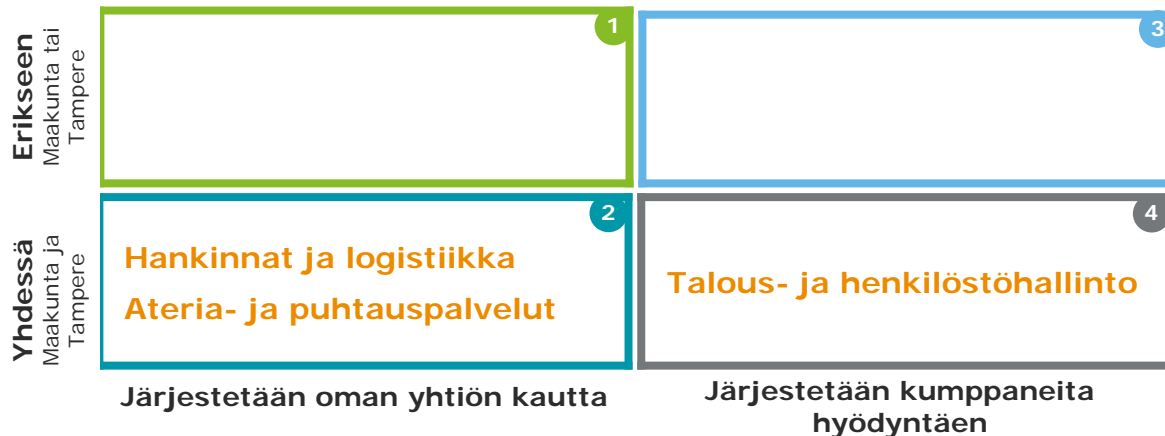 Erikseen
Maakunta tai
Tampere
1
3
Yhdessä
Maakunta ja
Tampere
2
Hankinnat ja logistiikka
Ateria- ja puhtauspalvelut
4
Talous- ja henkilöstöhallinto
Järjestetään oman yhtiön kautta
Järjestetään kumppaneita
hyödyntäen